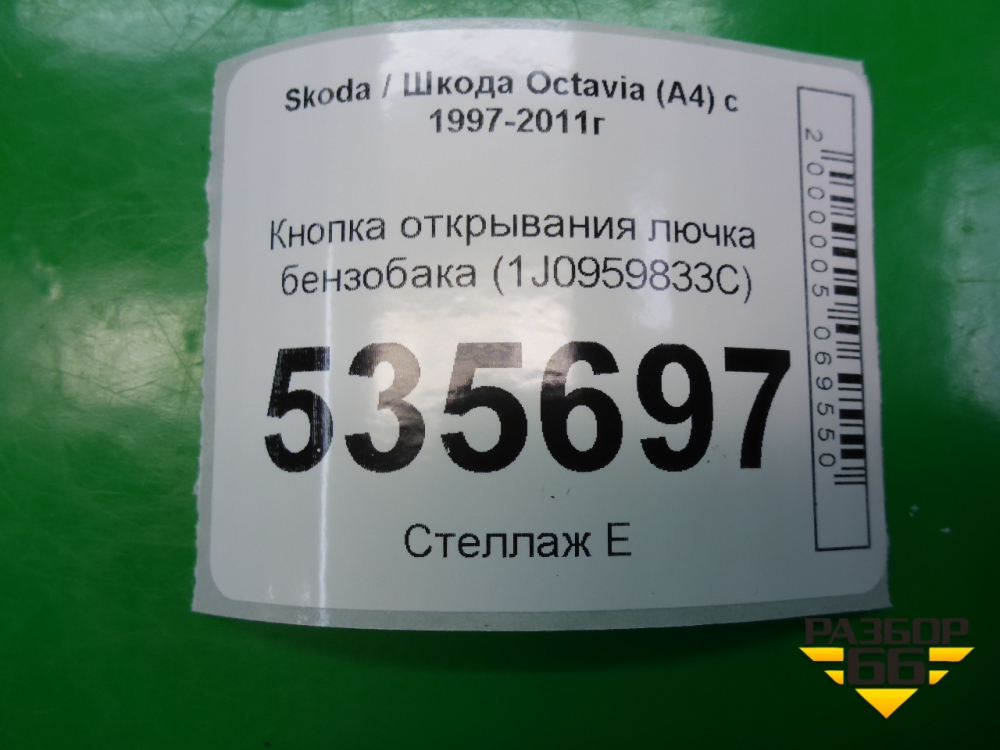 Skoda / Шкода Octavia (A4) с
1997-2011г
Кнопка открывания лючка
бензобака (1J0959833C)
535697
Стеллаж Е
2000005069550
РАЗБОР
66